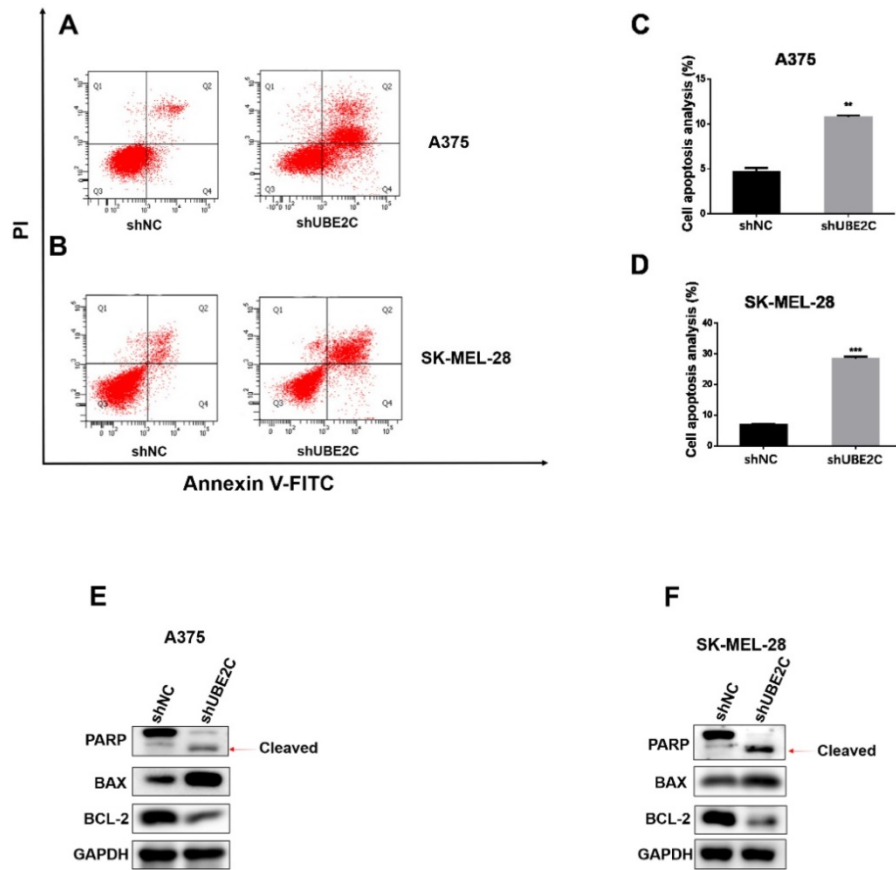 A
Q1
Q2
Q3
Q4
shNC
Q1
Q2
Q3
Q4
shUBE2C
A375
B
Q1
Q2
Q3
Q4
shNC
Q1
Q2
Q3
Q4
shUBE2C
SK-MEL-28
PI
Annexin V-FITC
C
A375
Cell apoptosis analysis (%)
15
10
5
0
**
shNC
shUBE2C
D
SK-MEL-28
Cell apoptosis analysis (%)
40
30
20
10
0
***
shNC
shUBE2C
E
A375
shNC
shUBE2C
PARP
Cleaved
BAX
BCL-2
GAPDH
F
SK-MEL-28
shNC
shUBE2C
PARP
Cleaved
BAX
BCL-2
GAPDH